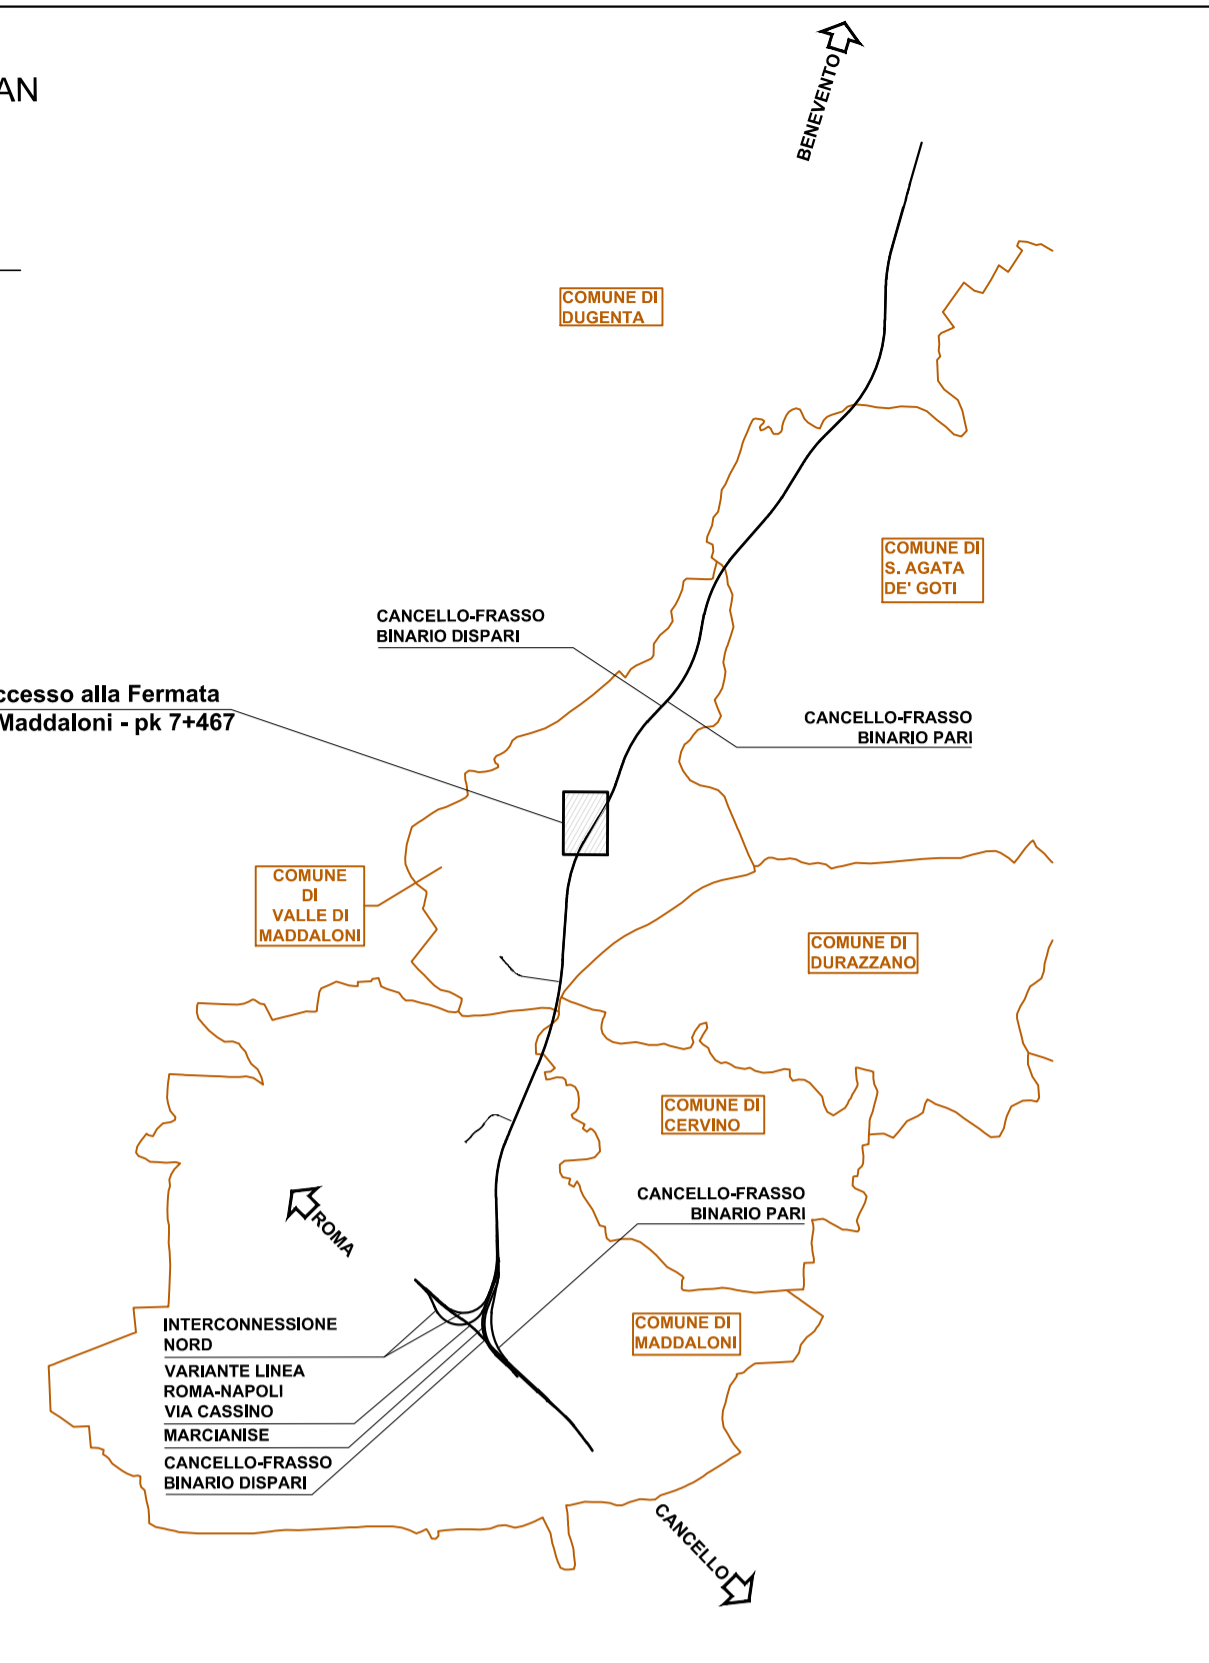 AN
BENEVENTO
COMUNE DI
DUGENTA
COMUNE DI
S. AGATA
DE' GOTI
CANCELLO-FRASSO
BINARIO DISPARI
ccesso alla Fermata
Maddaloni - pk 7+467
CANCELLO-FRASSO
BINARIO PARI
COMUNE
DI
VALLE DI
MADDALONI
COMUNE DI
DURAZZANO
COMUNE DI
CERVINO
CANCELLO-FRASSO
BINARIO PARI
ROMA
INTERCONNESSIONE
NORD
COMUNE DI
MADDALONI
VARIANTE LINEA
ROMA-NAPOLI
VIA CASSINO
MARCIANISE
CANCELLO-FRASSO
BINARIO DISPARI
CANCELLO